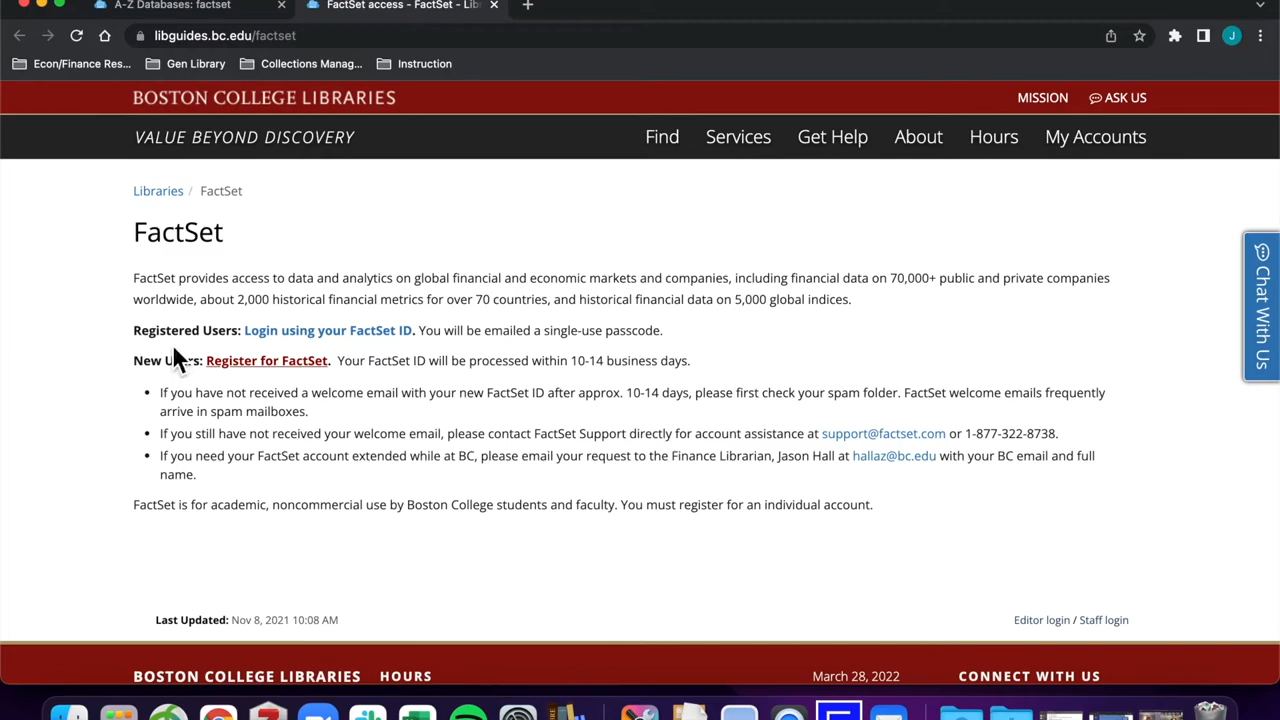 A-Z Databases: factset
FactSet access - FactSet - Lib
libguides.bc.edu/factset
J
Econ/Finance Res...
Gen Library
Collections Manag...
Instruction
BOSTON COLLEGE LIBRARIES
MISSION
ASK US
VALUE BEYOND DISCOVERY
Find
Services
Get Help
About
Hours
My Accounts
Libraries / FactSet
FactSet
FactSet provides access to data and analytics on global financial and economic markets and companies, including financial data on 70,000+ public and private companies
worldwide, about 2,000 historical financial metrics for over 70 countries, and historical financial data on 5,000 global indices.
Registered Users: Login using your FactSet ID. You will be emailed a single-use passcode.
New Users: Register for FactSet. Your FactSet ID will be processed within 10-14 business days.
• If you have not received a welcome email with your new FactSet ID after approx. 10-14 days, please first check your spam folder. FactSet welcome emails frequently
arrive in spam mailboxes.
• If you still have not received your welcome email, please contact FactSet Support directly for account assistance at support@factset.com or 1-877-322-8738.
• If you need your FactSet account extended while at BC, please email your request to the Finance Librarian, Jason Hall at hallaz@bc.edu with your BC email and full
name.
FactSet is for academic, noncommercial use by Boston College students and faculty. You must register for an individual account.
Chat With Us
Last Updated: Nov 8, 2021 10:08 AM
Editor login / Staff login
BOSTON COLLEGE LIBRARIES
HOURS
March 28, 2022
CONNECT WITH US